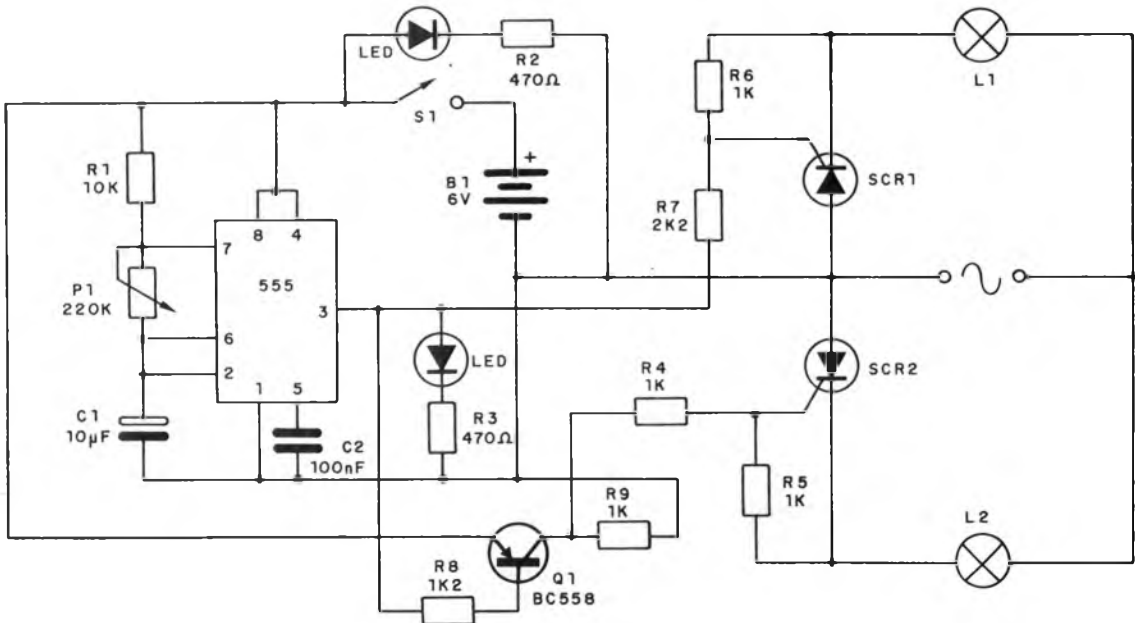 LED
R2
470Ω
S1
L1
R6
1K
R1
10K
B1
6V
+
SCR1
R7
2K2
8 4
7
555
P1
220K
3
6
2
LED
SCR2
R4
1K
1 5
C1
10µF
R3
470Ω
C2
100nF
R9
1K
R5
1K
L2
R8
1K2
Q1
BC558